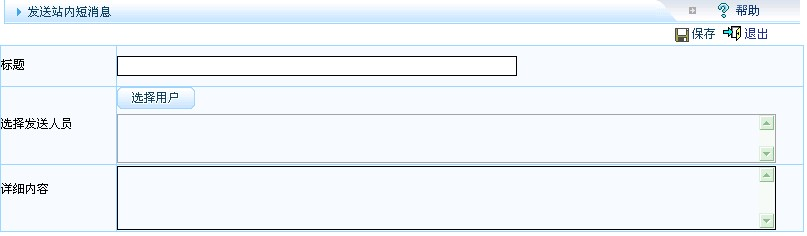 发送站内短消息 帮助
保存 退出
标题
选择用户
选择发送人员
详细内容